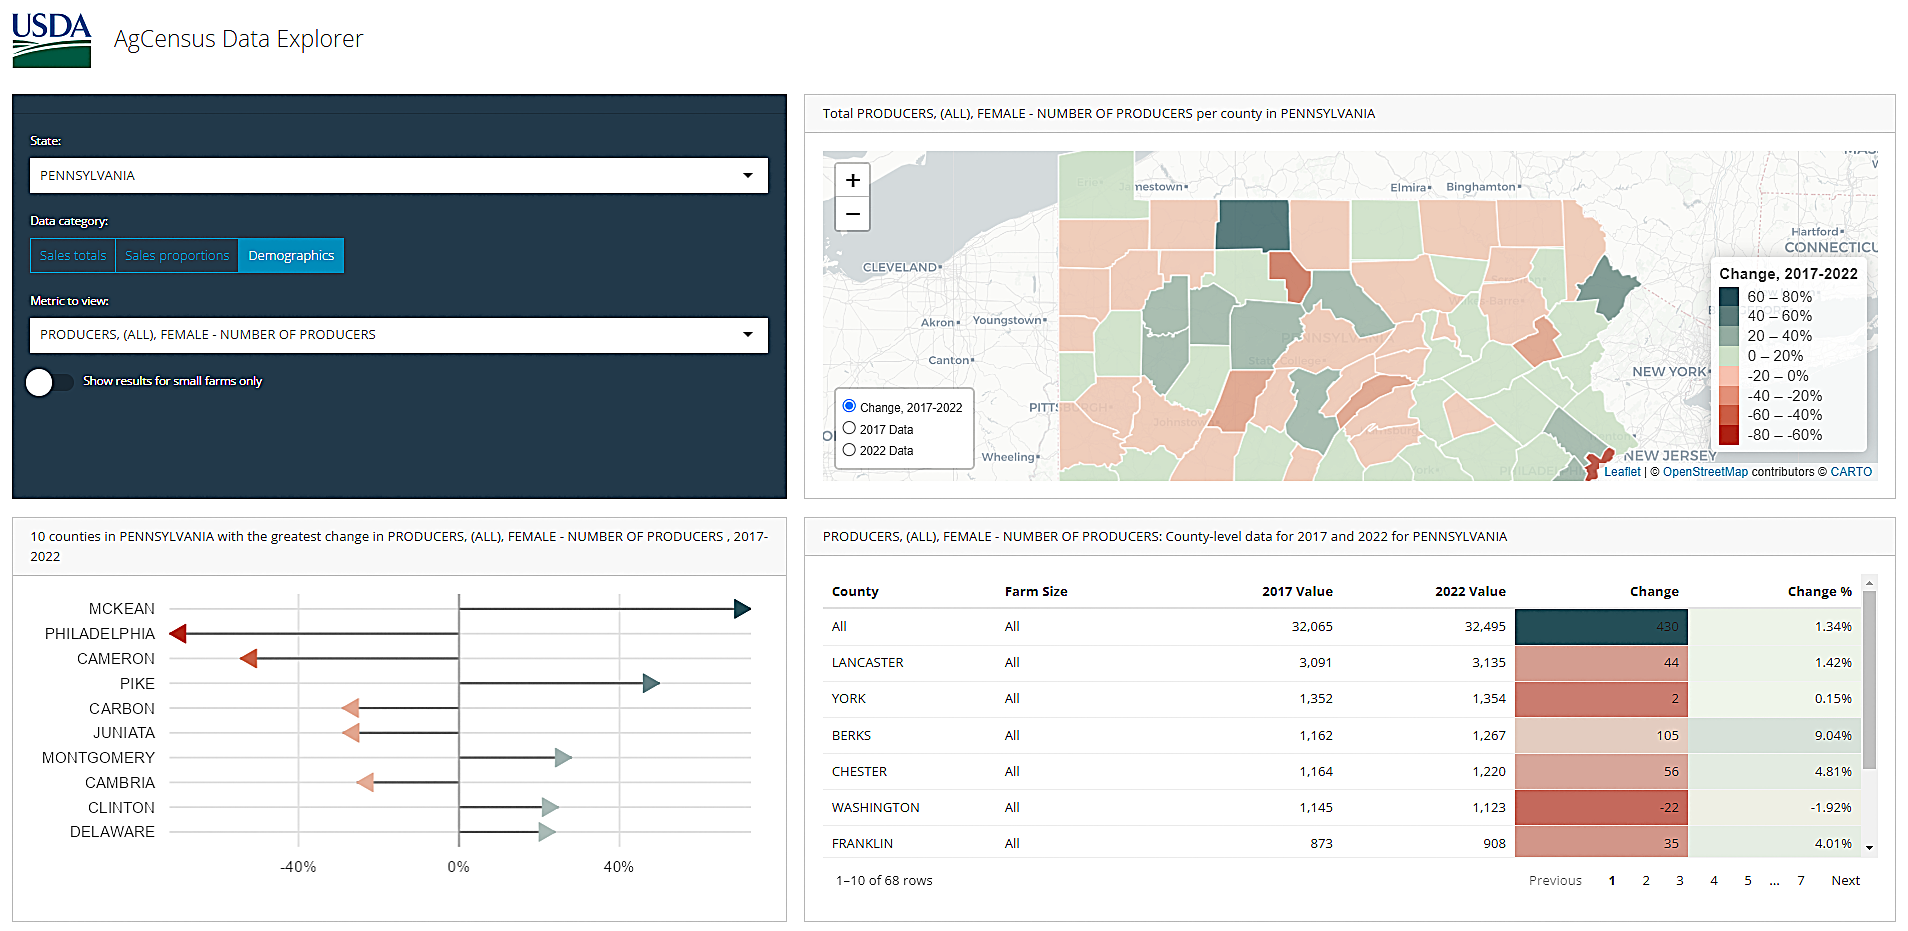 USDA
AgCensus Data Explorer
State:
PENNSYLVANIA
Data category:
Sales totals
Sales proportions
Demographics
Metric to view:
PRODUCERS, (ALL), FEMALE - NUMBER OF PRODUCERS
Show results for small farms only
Total PRODUCERS, (ALL), FEMALE - NUMBER OF PRODUCERS per county in PENNSYLVANIA
+
−
Erie
Jamestown
Elmira
Binghamton
Hartford
CONNECTICU
CLEVELAND
Akron
Youngstown
Canton
Wilkes-Barre
PENNSYLVANIA
State College
NEW YORK
PITTSBURGH
Johnstown
Wheeling
York
PHILADELPHIA
Trenton
NEW JERSEY
Change, 2017-2022
60 – 80%
40 – 60%
20 – 40%
0 – 20%
-20 – 0%
-40 – -20%
-60 – -40%
-80 – -60%
Change, 2017-2022
2017 Data
2022 Data
Leaflet | © OpenStreetMap contributors © CARTO
10 counties in PENNSYLVANIA with the greatest change in PRODUCERS, (ALL), FEMALE - NUMBER OF PRODUCERS , 2017-
2022
MCKEAN
PHILADELPHIA
CAMERON
PIKE
CARBON
JUNIATA
MONTGOMERY
CAMBRIA
CLINTON
DELAWARE
-40% 0% 40%
PRODUCERS, (ALL), FEMALE - NUMBER OF PRODUCERS: County-level data for 2017 and 2022 for PENNSYLVANIA
County Farm Size 2017 Value 2022 Value Change Change %
All All 32,065 32,495 430 1.34%
LANCASTER All 3,091 3,135 44 1.42%
YORK All 1,352 1,354 2 0.15%
BERKS All 1,162 1,267 105 9.04%
CHESTER All 1,164 1,220 56 4.81%
WASHINGTON All 1,145 1,123 -22 -1.92%
FRANKLIN All 873 908 35 4.01%
1–10 of 68 rows
Previous 1 2 3 4 5 ... 7 Next